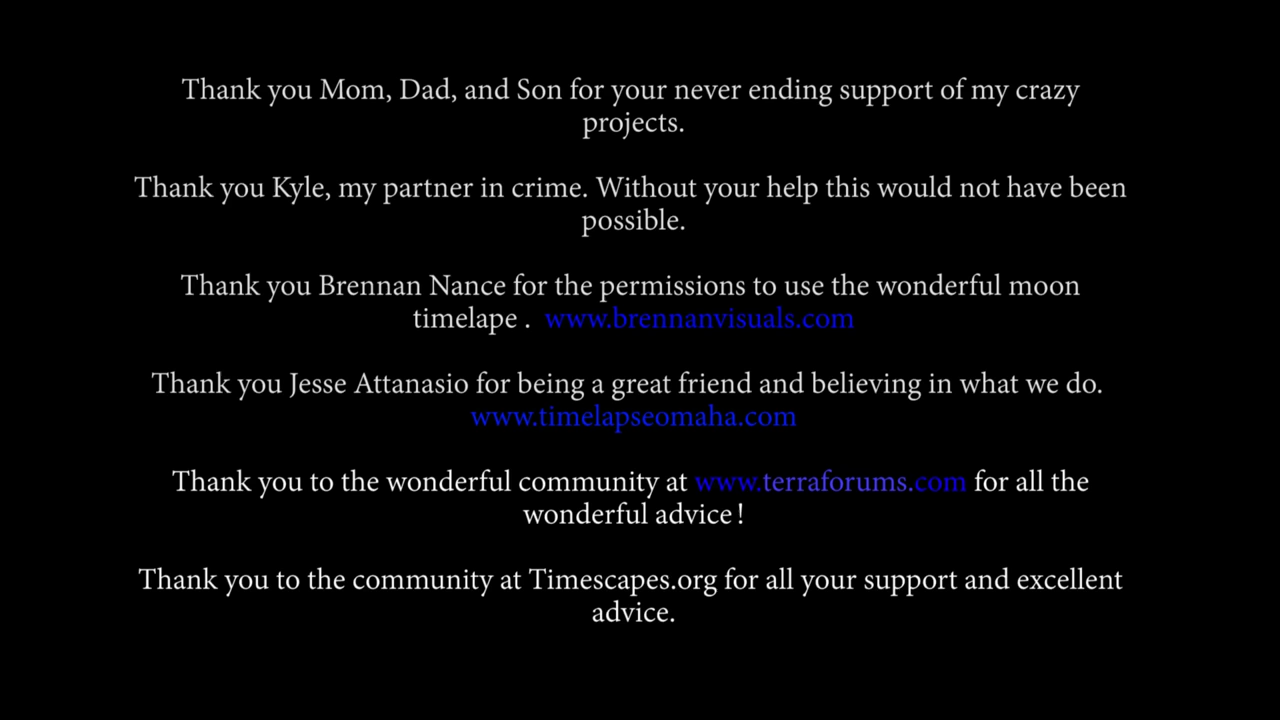 Thank you Mom, Dad, and Son for your never ending support of my crazy
projects.
Thank you Kyle, my partner in crime. Without your help this would not have been
possible.
Thank you Brennan Nance for the permissions to use the wonderful moon
timelape . www.brennanvisuals.com
Thank you Jesse Attanasio for being a great friend and believing in what we do.
www.timelapseomaha.com
Thank you to the wonderful community at www.terraforums.com for all the
wonderful advice !
Thank you to the community at Timescapes.org for all your support and excellent
advice.